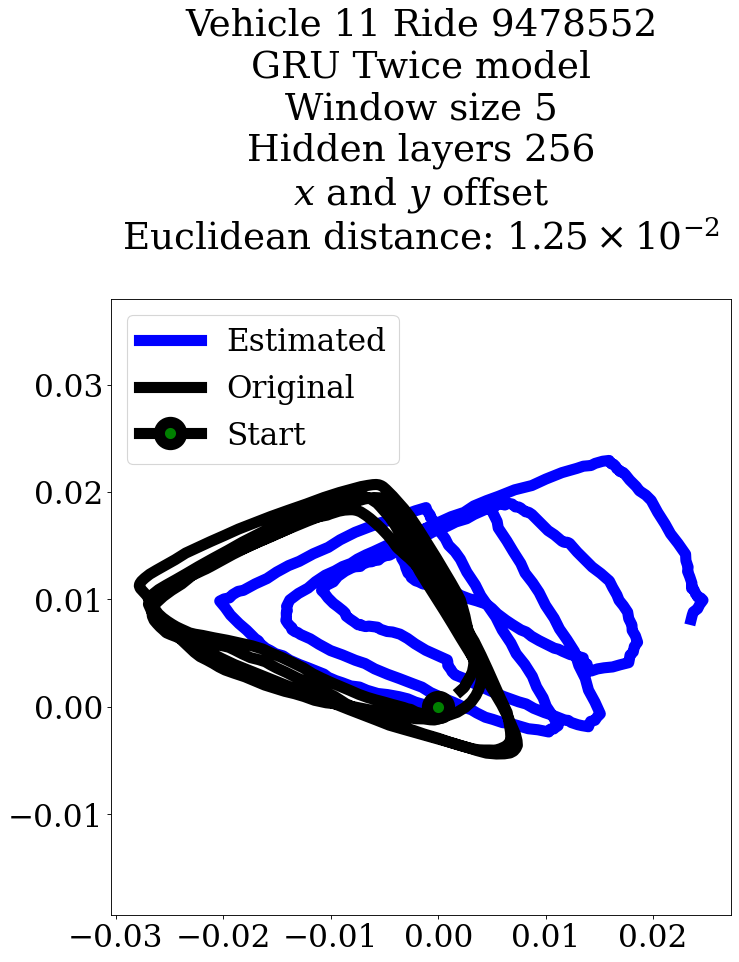 Vehicle 11 Ride 9478552
GRU Twice model
Window size 5
Hidden layers 256
x and y offset
Euclidean distance: 1.25 × 10⁻²
Estimated
Original
Start
0.03
0.02
0.01
0.00
−0.01
−0.03 −0.02 −0.01 0.00 0.01 0.02